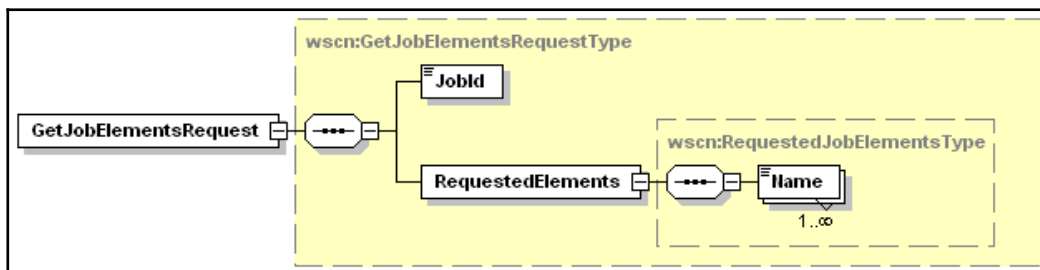 wscn:GetJobElementsRequestType
JobId
GetJobElementsRequest
wscn:RequestedJobElementsType
RequestedElements
Name
1..∞